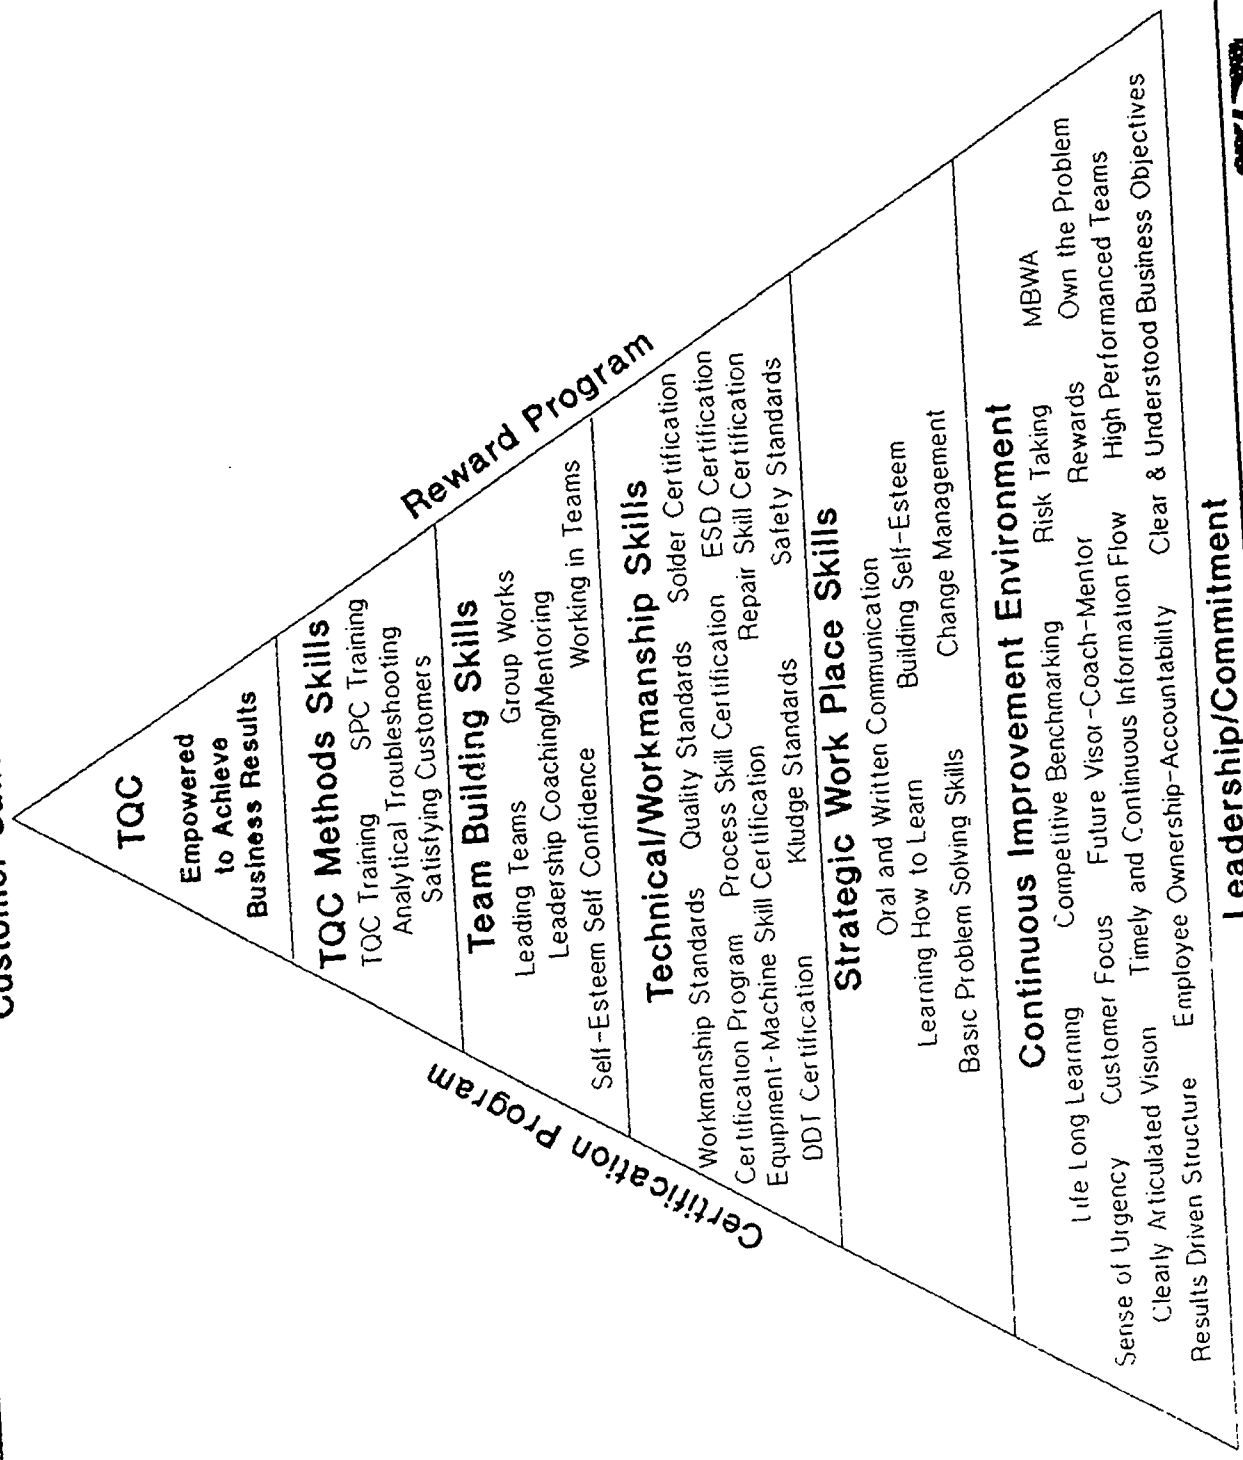 Customer
TQC
Empowered
to Achieve
Business Results
Reward Program
Certification Program
TQC Methods Skills
TQC Training SPC Training
Analytical Troubleshooting
Satisfying Customers
Team Building Skills
Leading Teams Group Works
Leadership Coaching/Mentoring
Self-Esteem Self Confidence Working in Teams
Technical/Workmanship Skills
Workmanship Standards Quality Standards Solder Certification
Certification Program Process Skill Certification ESD Certification
Equipment-Machine Skill Certification Repair Skill Certification
DDT Certification Kludge Standards Safety Standards
Strategic Work Place Skills
Oral and Written Communication
Learning How to Learn Building Self-Esteem
Basic Problem Solving Skills Change Management
Continuous Improvement Environment
Life Long Learning Competitive Benchmarking Risk Taking MBWA
Sense of Urgency Customer Focus Future Visor-Coach-Mentor Rewards Own the Problem
Clearly Articulated Vision Timely and Continuous Information Flow High Performanced Teams
Results Driven Structure Employee Ownership-Accountability Clear & Understood Business Objectives
Leadership/Commitment